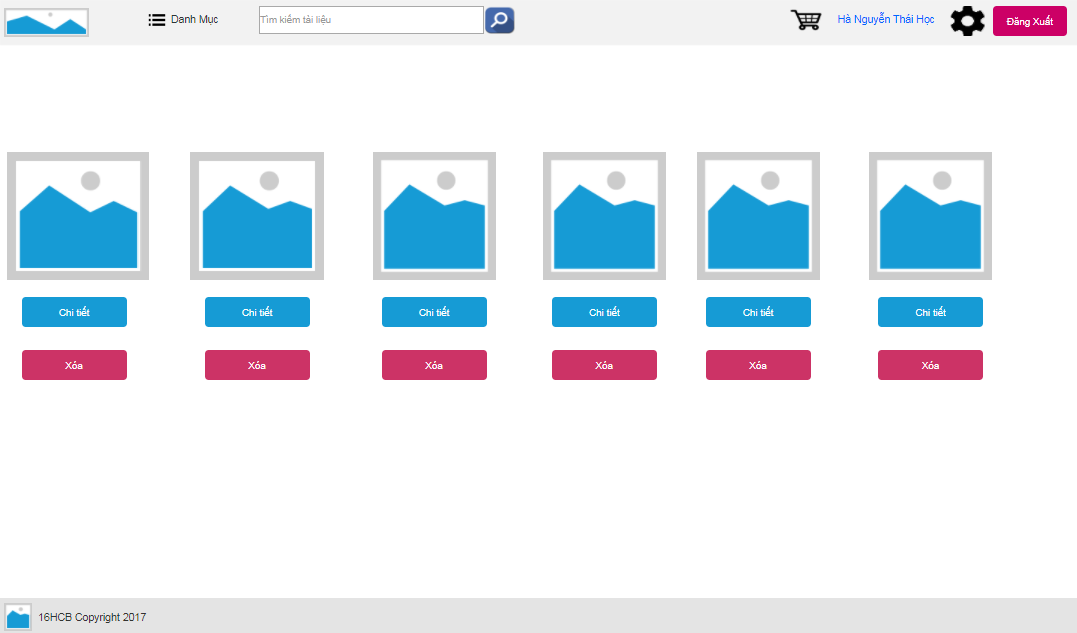 Danh Mục
Tìm kiếm tài liệu
Hà Nguyễn Thái Học
Đăng Xuất
Chi tiết
Chi tiết
Chi tiết
Chi tiết
Chi tiết
Chi tiết
Xóa
Xóa
Xóa
Xóa
Xóa
Xóa
16HCB Copyright 2017